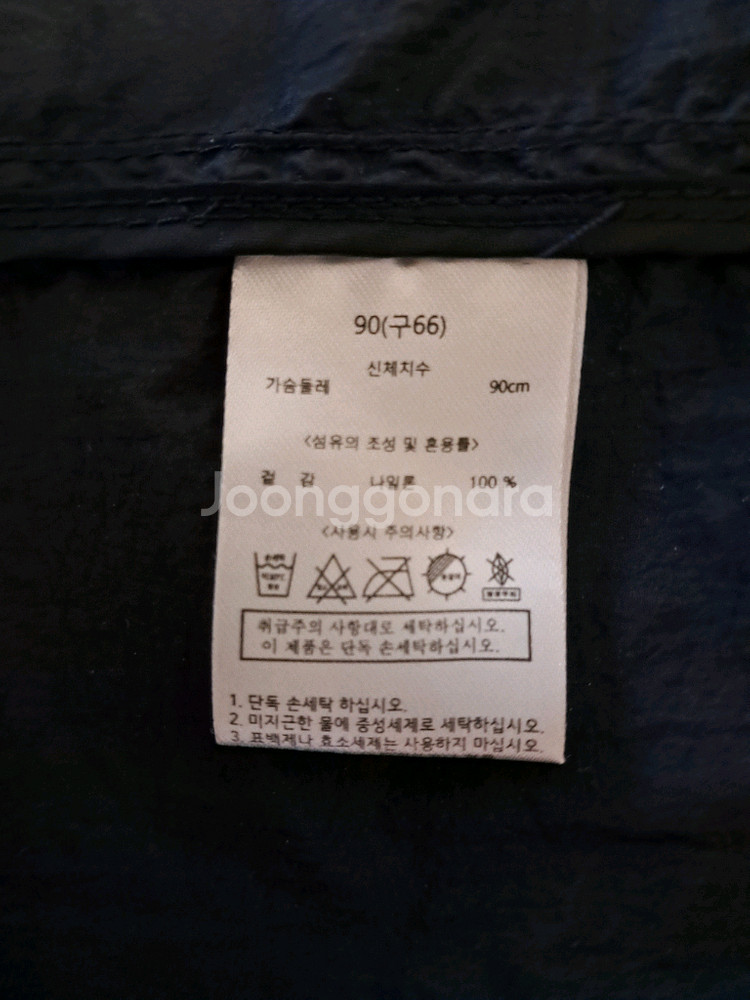 90(구66)
신체치수
가슴둘레 90cm
<섬유의 조성 및 혼용률>
겉 감 나일론 100 %
Joonggonara
<사용시 주의사항>
손세탁
취급주의 사항대로 세탁하십시오.
이 제품은 단독 손세탁하십시오.
1. 단독 손세탁 하십시오.
2. 미지근한 물에 중성세제로 세탁하십시오.
3. 표백제나 효소세제는 사용하지 마십시오.